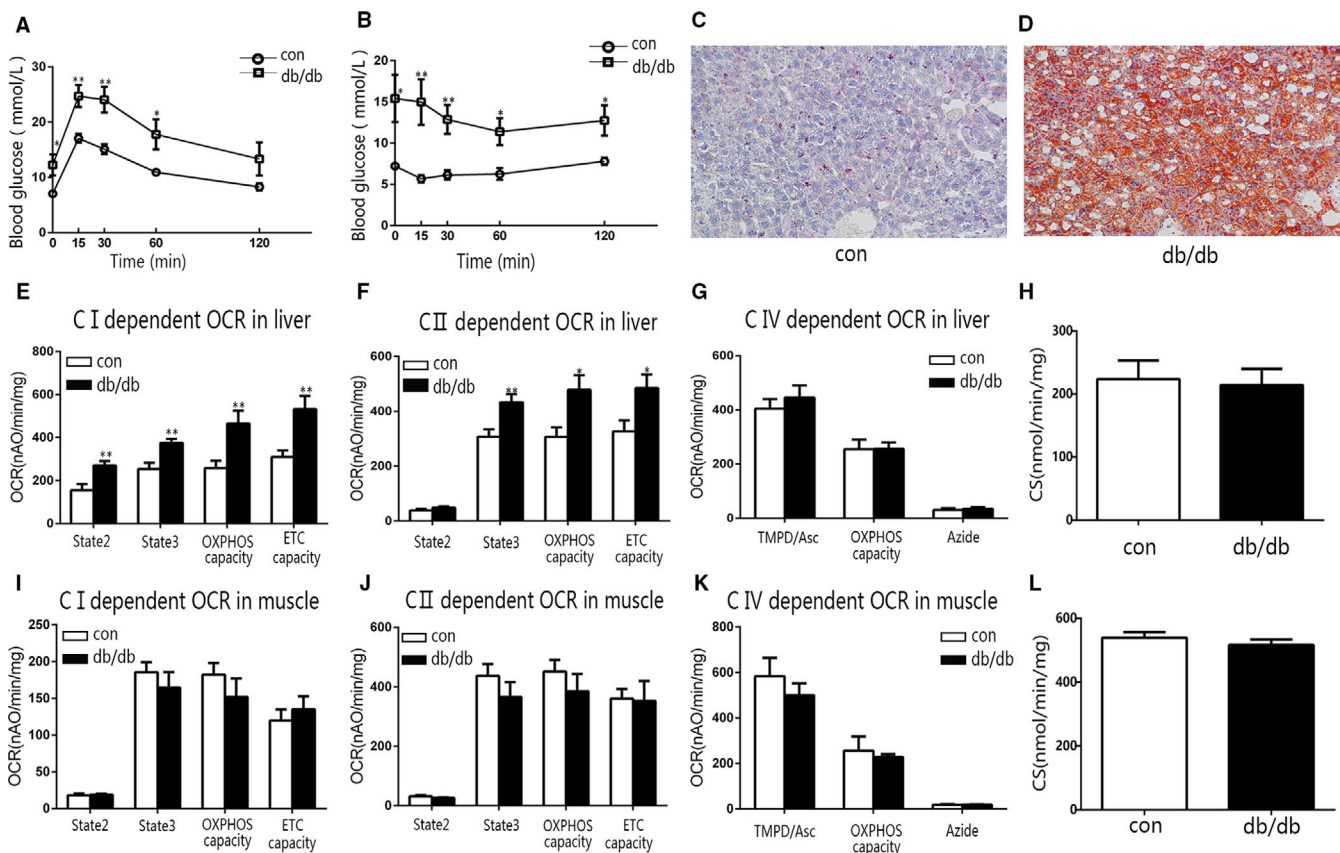 A
con
db/db
Blood glucose ( mmol/L )
30
20
10
0
** ** * *
0 15 30 60 120
Time (min)
B
con
db/db
Blood glucose ( mmol/L )
20
15
10
5
0
* ** ** * *
0 15 30 60 120
Time (min)
C
con
D
db/db
E
C I dependent OCR in liver
con
db/db
OCR(nAO/min/mg)
800
600
400
200
0
** ** ** **
State2 State3 OXPHOS capacity ETC capacity
F
CⅡ dependent OCR in liver
con
db/db
OCR(nAO/min/mg)
600
400
200
0
** * *
State2 State3 OXPHOS capacity ETC capacity
G
C IV dependent OCR in liver
con
db/db
OCR(nAO/min/mg)
600
400
200
0
TMPD/Asc OXPHOS capacity Azide
H
CS(nmol/min/mg)
300
200
100
0
con db/db
I
C I dependent OCR in muscle
con
db/db
OCR(nAO/min/mg)
250
200
150
100
50
0
State2 State3 OXPHOS capacity ETC capacity
J
CⅡ dependent OCR in muscle
con
db/db
OCR(nAO/min/mg)
600
400
200
0
State2 State3 OXPHOS capacity ETC capacity
K
C IV dependent OCR in muscle
con
db/db
OCR(nAO/min/mg)
800
600
400
200
0
TMPD/Asc OXPHOS capacity Azide
L
CS(nmol/min/mg)
600
400
200
0
con db/db